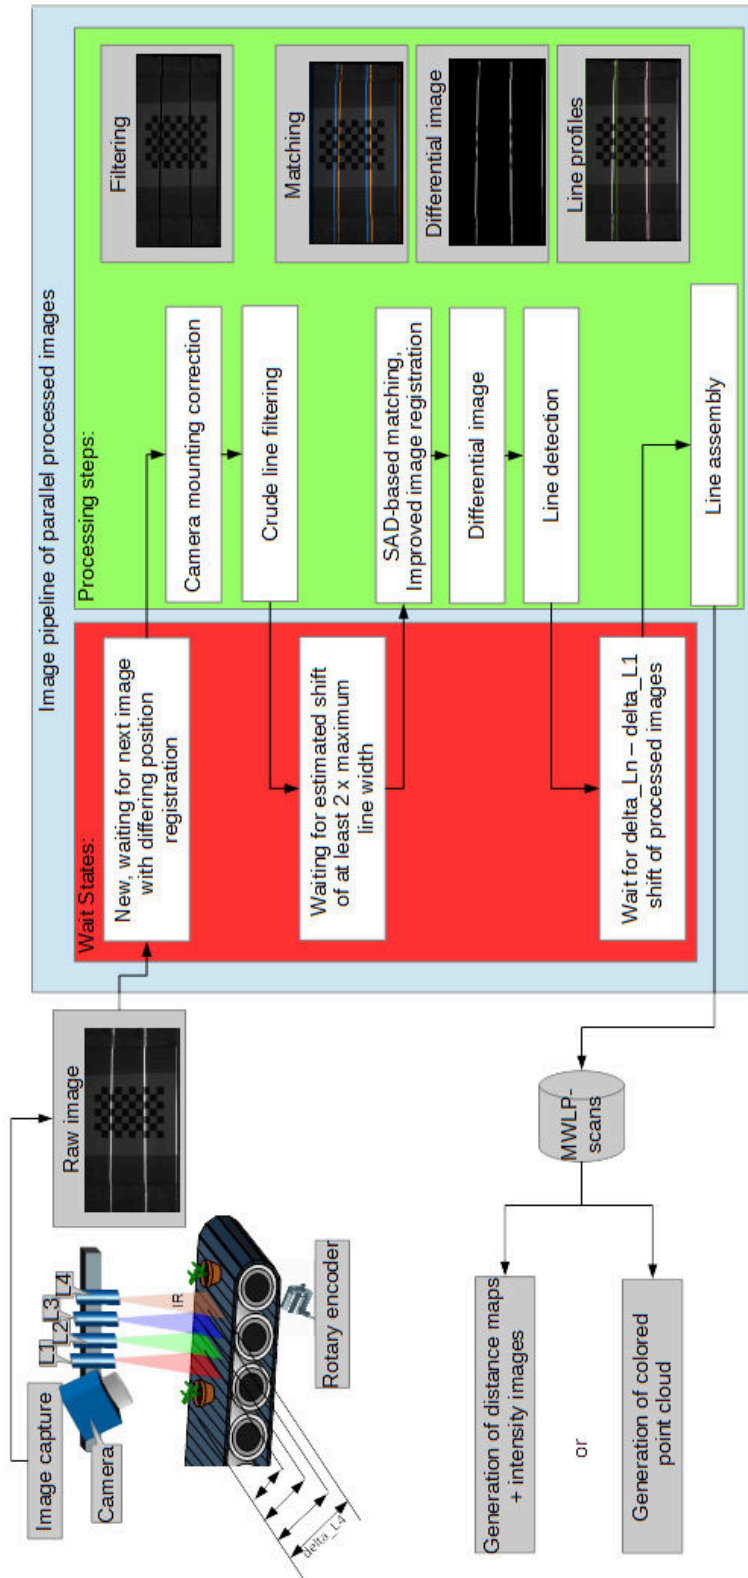 Image pipeline of parallel processed images
Image capture
Camera
L1
L2
L3
L4
IR
Rotary encoder
delta_L4
Raw image
Wait States:
New, waiting for next image
with differing position
registration
Waiting for estimated shift
of at least 2 x maximum
line width
Wait for delta_Ln – delta_L1
shift of processed images
Processing steps:
Camera mounting correction
Crude line filtering
SAD-based matching,
Improved image registration
Differential image
Line detection
Line assembly
Filtering
Matching
Differential image
Line profiles
MWLP-
scans
Generation of distance maps
+ intensity images
or
Generation of colored
point cloud